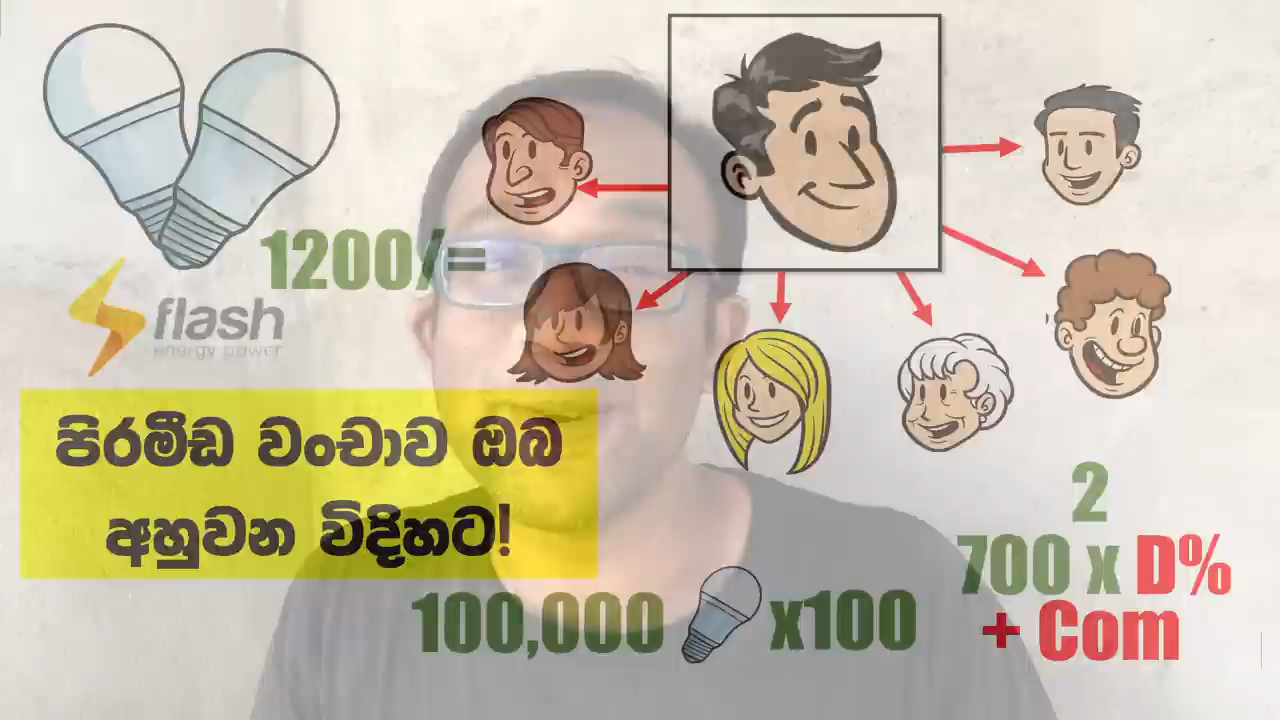 1200/=
flash
energy power
පිරමීඩ වංචාව ඔබ
අහුවන විදිහට!
100,000
x100
2
700 x D%
+ Com